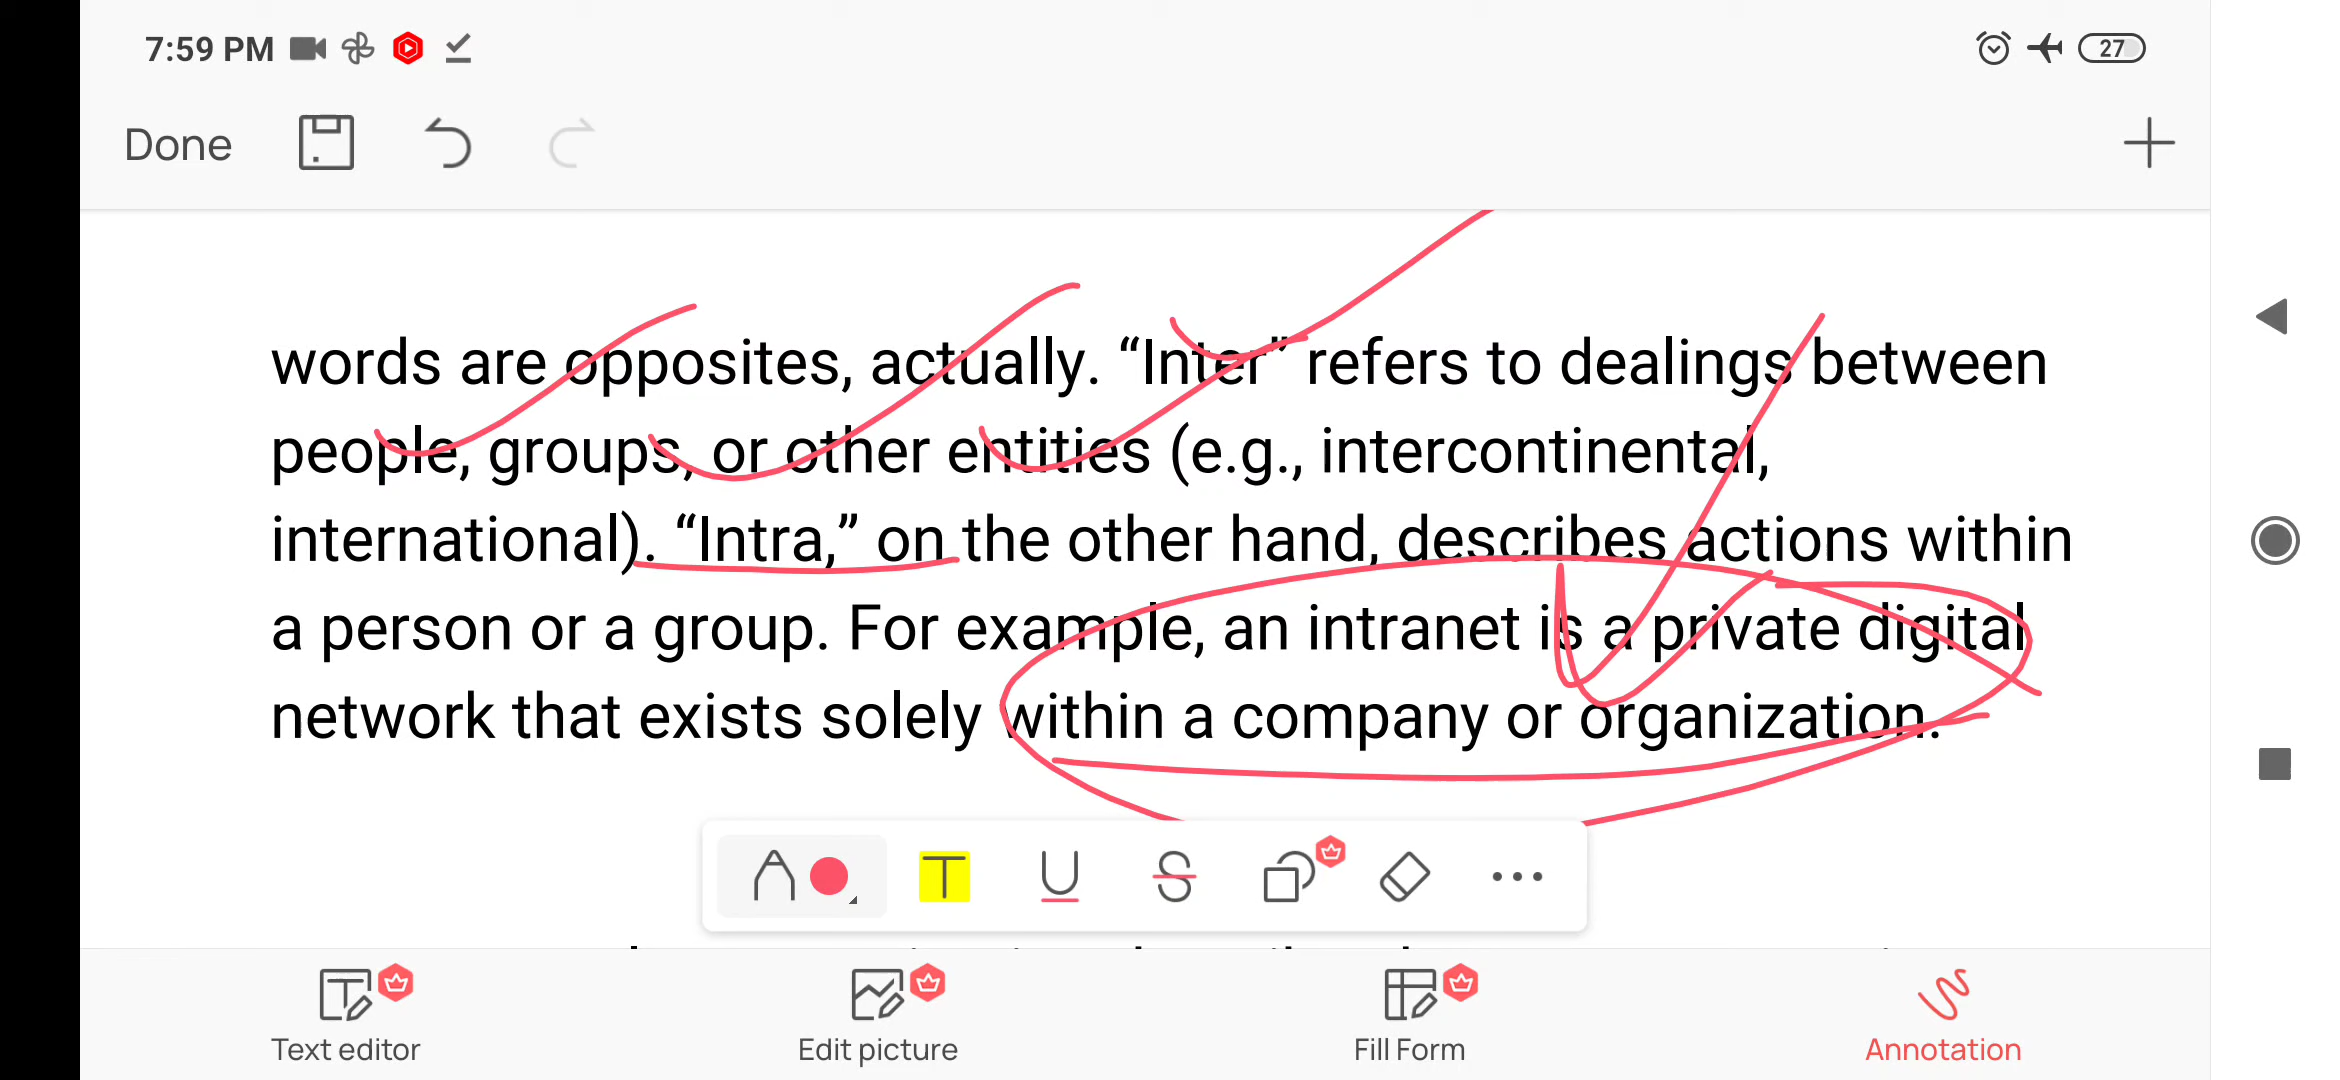 7:59 PM
27
Done
words are opposites, actually. “Inter” refers to dealings between
people, groups, or other entities (e.g., intercontinental,
international). “Intra,” on the other hand, describes actions within
a person or a group. For example, an intranet is a private digital
network that exists solely within a company or organization.
T U S
Text editor Edit picture Fill Form Annotation